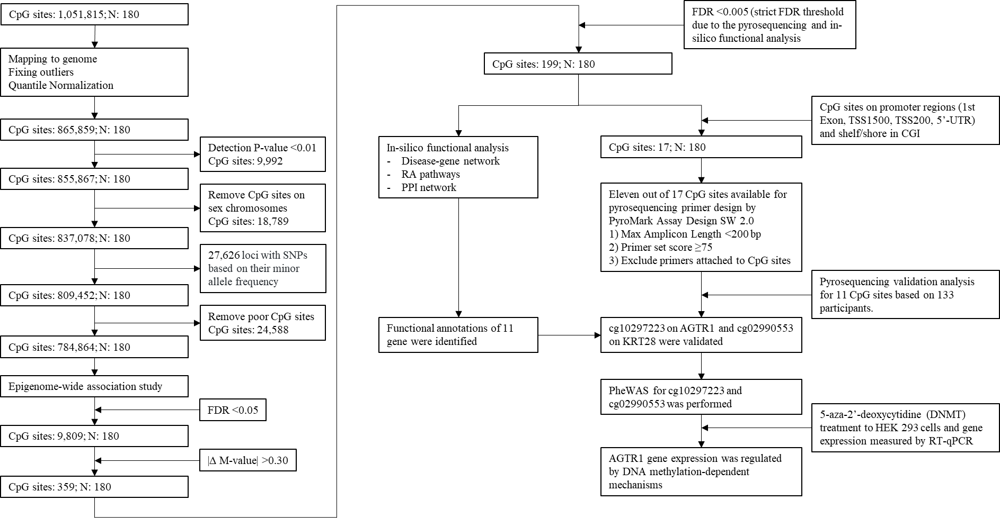 CpG sites: 1,051,815; N: 180
Mapping to genome
Fixing outliers
Quantile Normalization
CpG sites: 865,859; N: 180
Detection P-value <0.01
CpG sites: 9,992
CpG sites: 855,867; N: 180
Remove CpG sites on
sex chromosomes
CpG sites: 18,789
CpG sites: 837,078; N: 180
27,626 loci with SNPs
based on their minor
allele frequency
CpG sites: 809,452; N: 180
Remove poor CpG sites
CpG sites: 24,588
CpG sites: 784,864; N: 180
Epigenome-wide association study
FDR <0.05
CpG sites: 9,809; N: 180
|Δ M-value| >0.30
CpG sites: 359; N: 180
FDR <0.005 (strict FDR threshold
due to the pyrosequencing and in-
silico functional analysis
CpG sites: 199; N: 180
In-silico functional analysis
- Disease-gene network
- RA pathways
- PPI network
Functional annotations of 11
gene were identified
CpG sites on promoter regions (1st
Exon, TSS1500, TSS200, 5’-UTR)
and shelf/shore in CGI
CpG sites: 17; N: 180
Eleven out of 17 CpG sites available for
pyrosequencing primer design by
PyroMark Assay Design SW 2.0
1) Max Amplicon Length <200 bp
2) Primer set score ≥75
3) Exclude primers attached to CpG sites
Pyrosequencing validation analysis
for 11 CpG sites based on 133
participants.
cg10297223 on AGTR1 and cg02990553
on KRT28 were validated
PheWAS for cg10297223 and
cg02990553 was performed
5-aza-2’-deoxycytidine (DNMT)
treatment to HEK 293 cells and gene
expression measured by RT-qPCR
AGTR1 gene expression was regulated
by DNA methylation-dependent
mechanisms